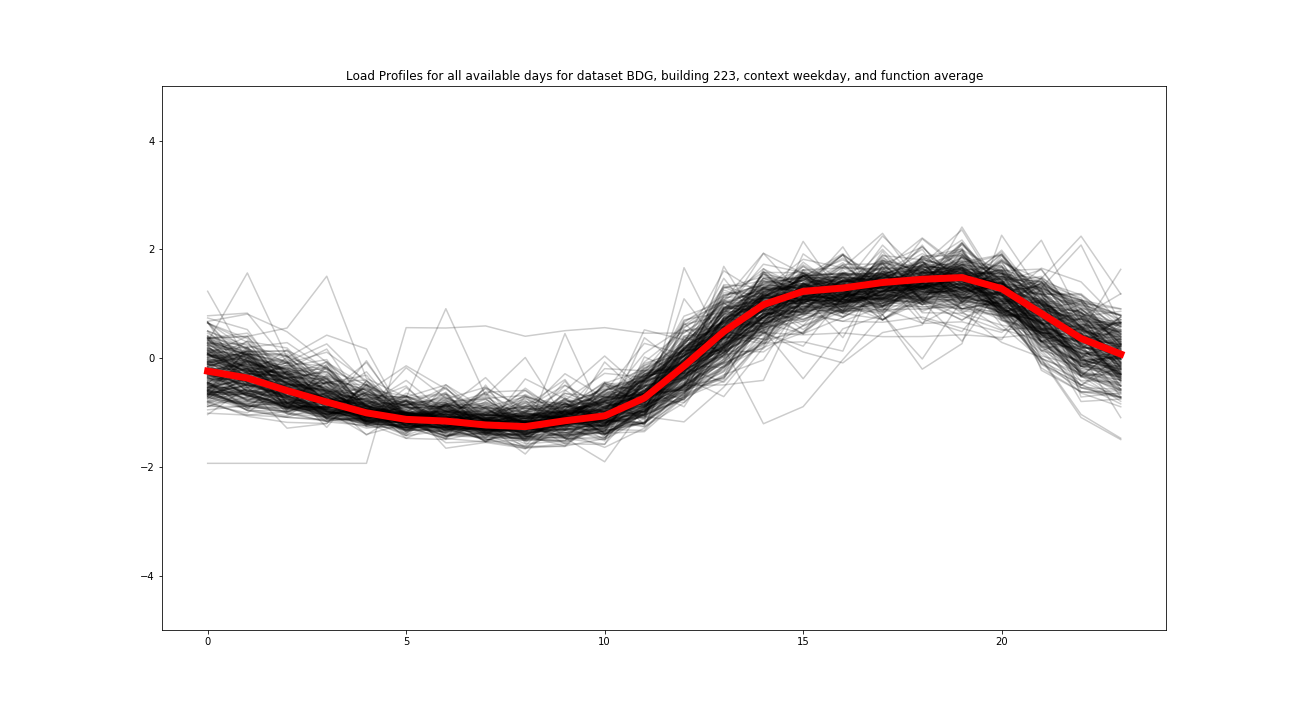 Load Profiles for all available days for dataset BDG, building 223, context weekday, and function average
4
2
0
−2
−4
0 5 10 15 20